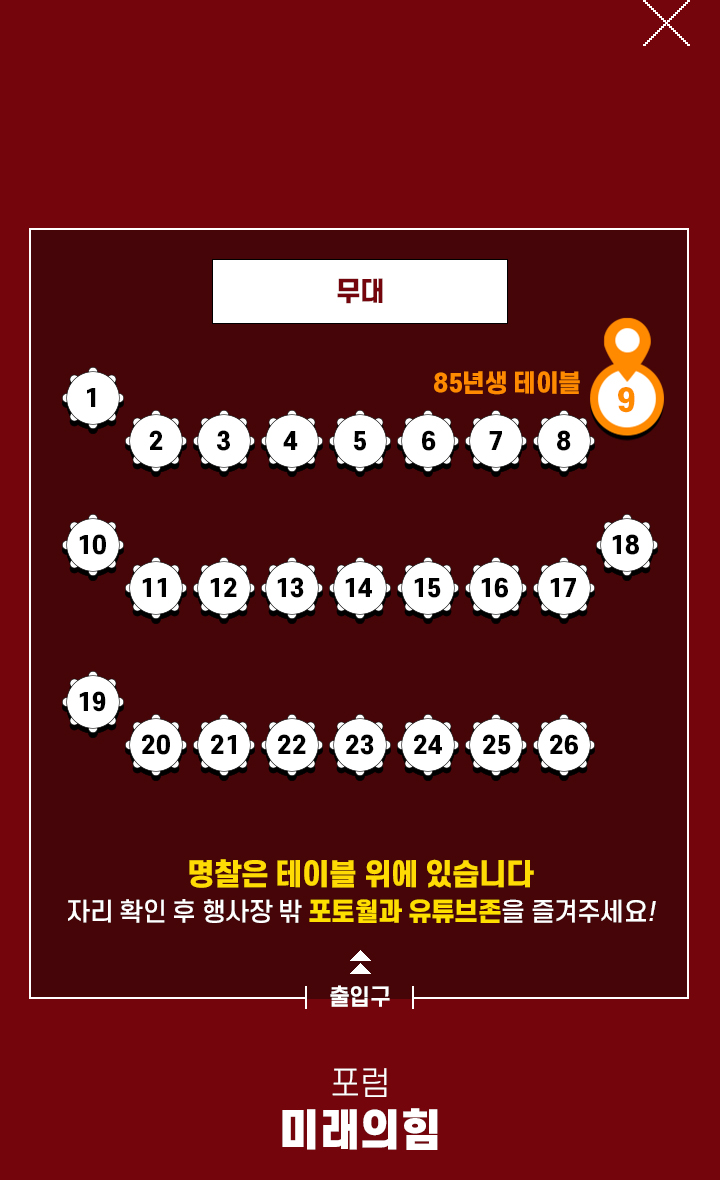 무대
85년생 테이블
9
1
2 3 4 5 6 7 8
10
18
11 12 13 14 15 16 17
19
20 21 22 23 24 25 26
명찰은 테이블 위에 있습니다
자리 확인 후 행사장 밖 포토월과 유튜브존을 즐겨주세요!
출입구
포럼
미래의힘